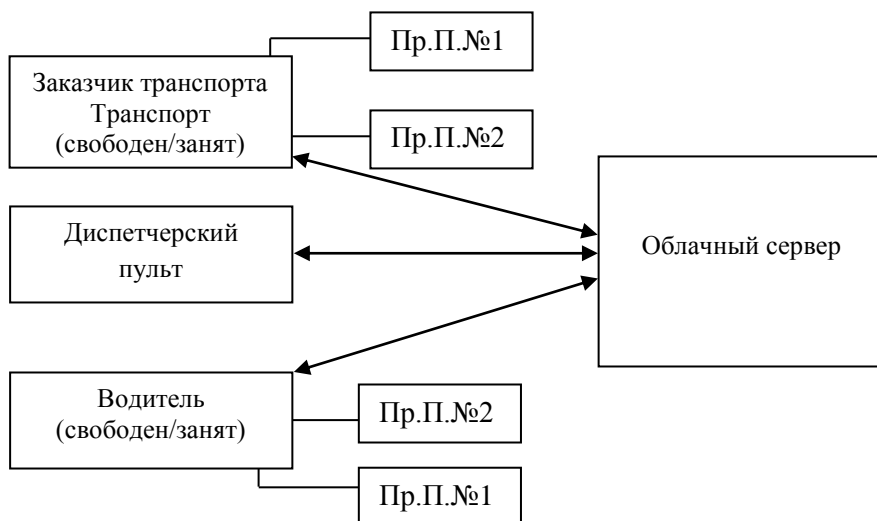 Пр.П.№1
Заказчик транспорта
Транспорт
(свободен/занят)
Пр.П.№2
Диспетчерский
пульт
Облачный сервер
Водитель
(свободен/занят)
Пр.П.№2
Пр.П.№1